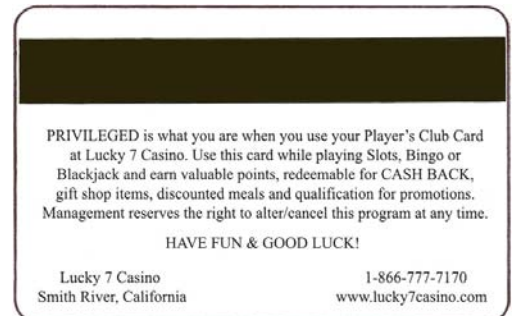 PRIVILEGED is what you are when you use your Player's Club Card
at Lucky 7 Casino. Use this card while playing Slots, Bingo or
Blackjack and earn valuable points, redeemable for CASH BACK,
gift shop items, discounted meals and qualification for promotions.
Management reserves the right to alter/cancel this program at any time.
HAVE FUN & GOOD LUCK!
Lucky 7 Casino
Smith River, California
1-866-777-7170
www.lucky7casino.com